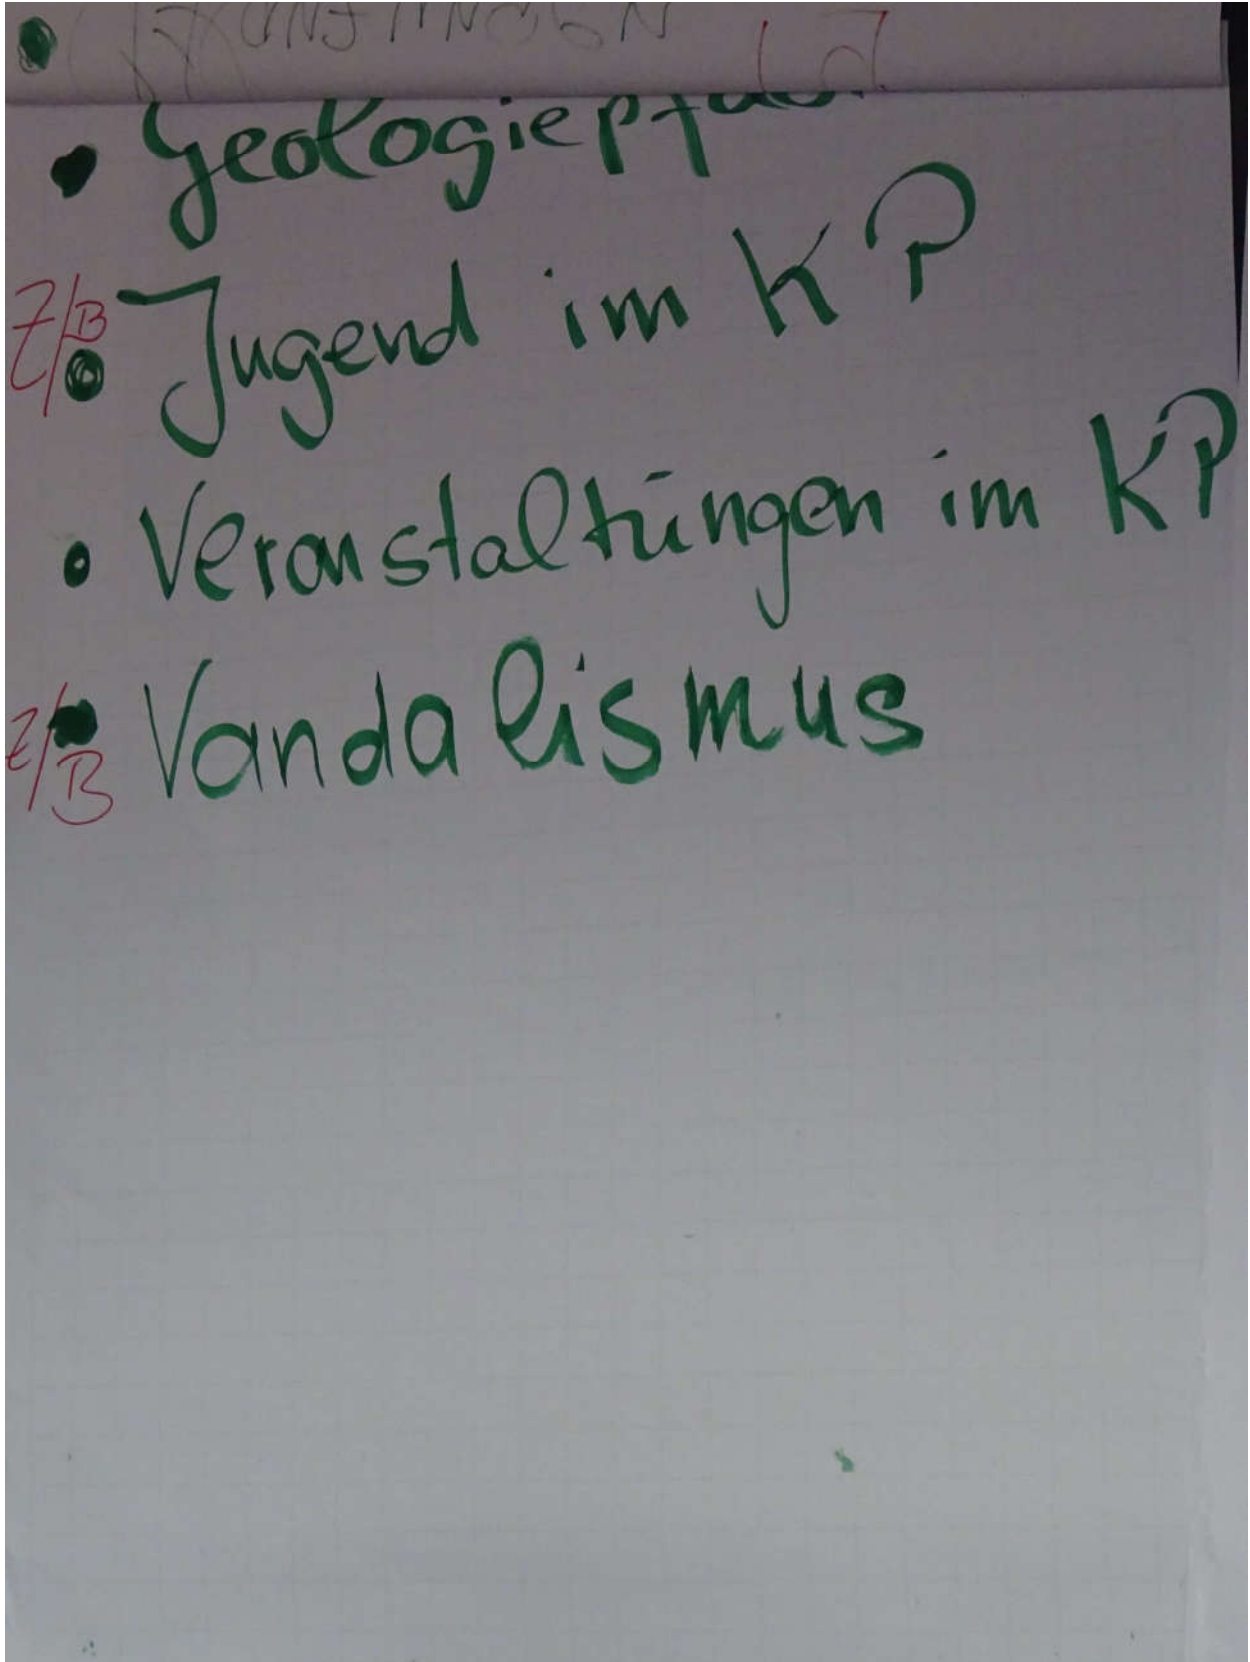 • Geologiepfad
Z/B • Jugend im KP
• Veranstaltungen im KP
Z/B • Vandalismus